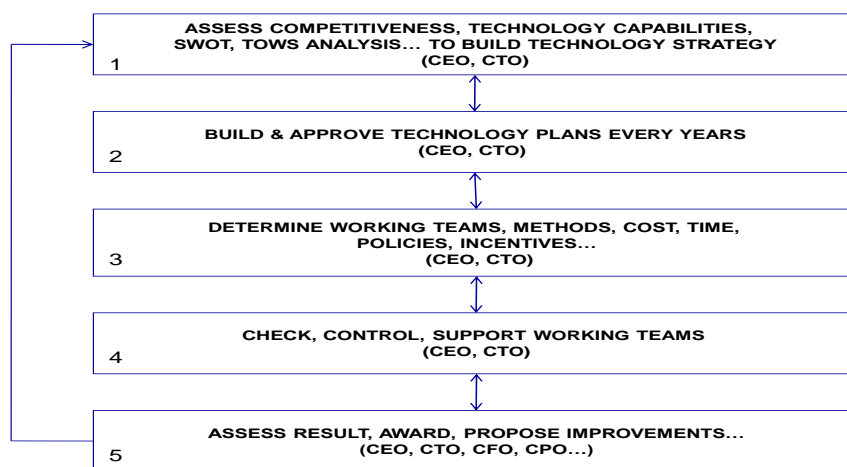 ASSESS COMPETITIVENESS, TECHNOLOGY CAPABILITIES,
SWOT, TOWS ANALYSIS... TO BUILD TECHNOLOGY STRATEGY
(CEO, CTO)
1
BUILD & APPROVE TECHNOLOGY PLANS EVERY YEARS
(CEO, CTO)
2
DETERMINE WORKING TEAMS, METHODS, COST, TIME,
POLICIES, INCENTIVES...
(CEO, CTO)
3
CHECK, CONTROL, SUPPORT WORKING TEAMS
(CEO, CTO)
4
ASSESS RESULT, AWARD, PROPOSE IMPROVEMENTS...
(CEO, CTO, CFO, CPO...)
5